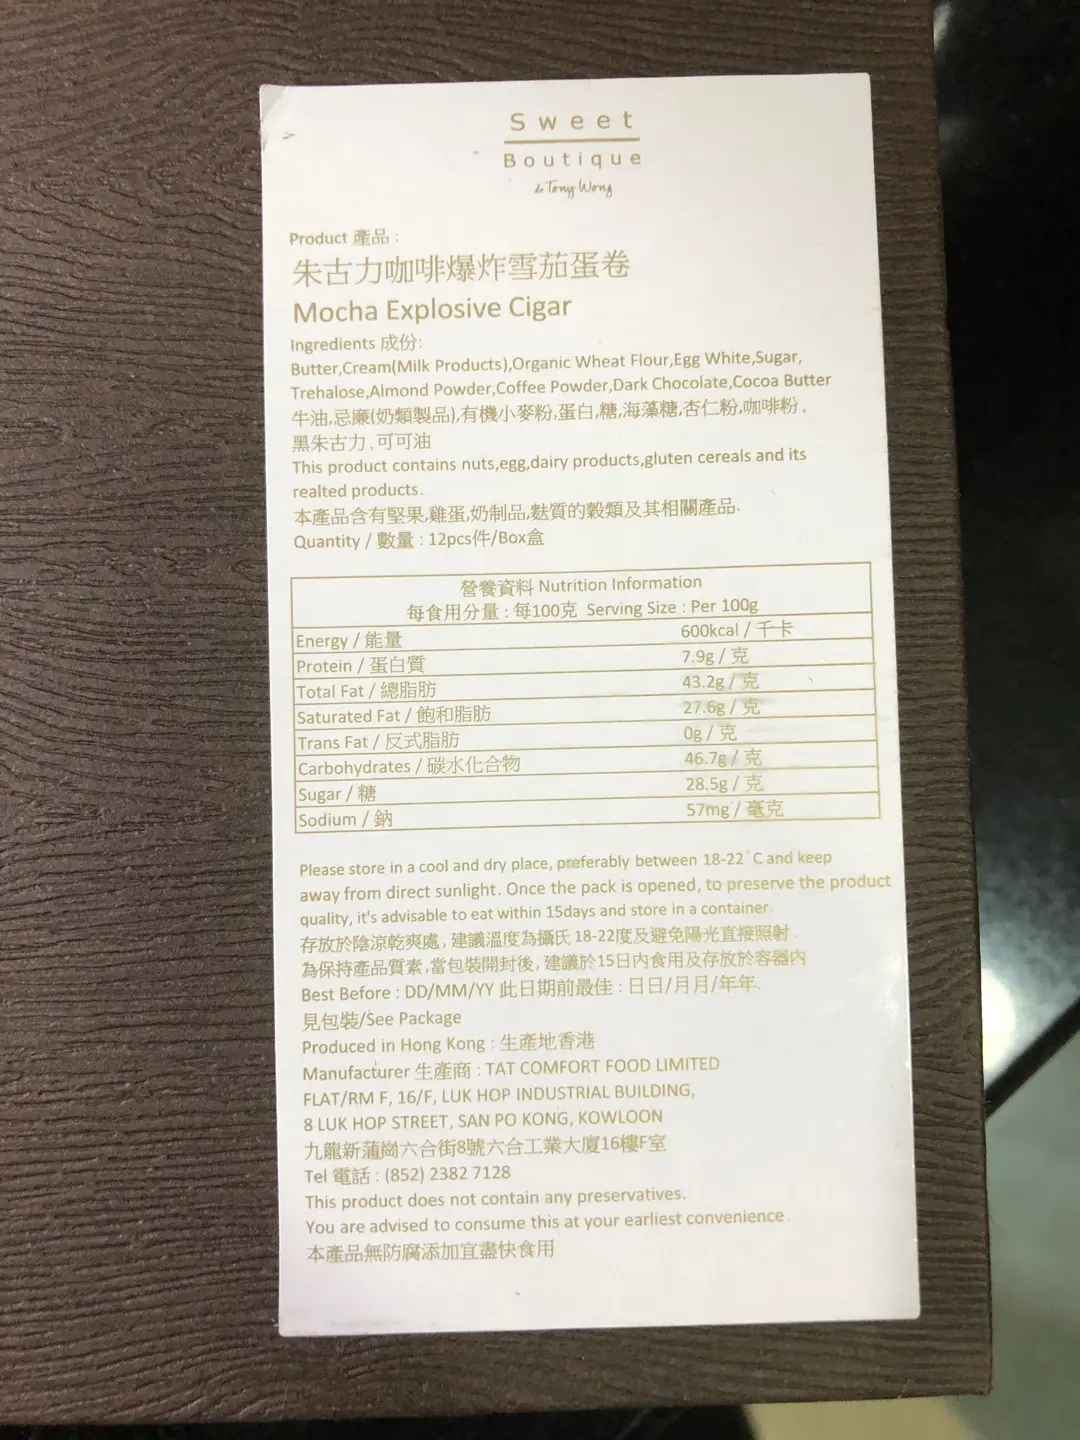 Sweet
Boutique
de Tony Wong
Product 產品 :
朱古力咖啡爆炸雪茄蛋卷
Mocha Explosive Cigar
Ingredients 成份:
Butter,Cream(Milk Products),Organic Wheat Flour,Egg White,Sugar,
Trehalose,Almond Powder,Coffee Powder,Dark Chocolate,Cocoa Butter
牛油,忌廉(奶類製品),有機小麥粉,蛋白,糖,海藻糖,杏仁粉,咖啡粉,
黑朱古力,可可油
This product contains nuts,egg,dairy products,gluten cereals and its
realted products.
本產品含有堅果,雞蛋,奶制品,麩質的穀類及其相關產品.
Quantity / 數量 : 12pcs件/Box盒
營養資料 Nutrition Information
每食用分量 : 每100克 Serving Size : Per 100g
Energy / 能量 600kcal / 千卡
Protein / 蛋白質 7.9g / 克
Total Fat / 總脂肪 43.2g / 克
Saturated Fat / 飽和脂肪 27.6g / 克
Trans Fat / 反式脂肪 0g / 克
Carbohydrates / 碳水化合物 46.7g / 克
Sugar / 糖 28.5g / 克
Sodium / 鈉 57mg / 毫克
Please store in a cool and dry place, preferably between 18-22°C and keep
away from direct sunlight. Once the pack is opened, to preserve the product
quality, it's advisable to eat within 15days and store in a container.
存放於陰涼乾爽處, 建議溫度為攝氏 18-22度及避免陽光直接照射.
為保持產品質素,當包裝開封後, 建議於15日內食用及存放於容器內
Best Before : DD/MM/YY 此日期前最佳 : 日日/月月/年年.
見包裝/See Package
Produced in Hong Kong : 生產地香港
Manufacturer 生產商 : TAT COMFORT FOOD LIMITED
FLAT/RM F, 16/F, LUK HOP INDUSTRIAL BUILDING,
8 LUK HOP STREET, SAN PO KONG, KOWLOON
九龍新蒲崗六合街8號六合工業大廈16樓F室
Tel 電話 : (852) 2382 7128
This product does not contain any preservatives.
You are advised to consume this at your earliest convenience.
本產品無防腐添加宜盡快食用